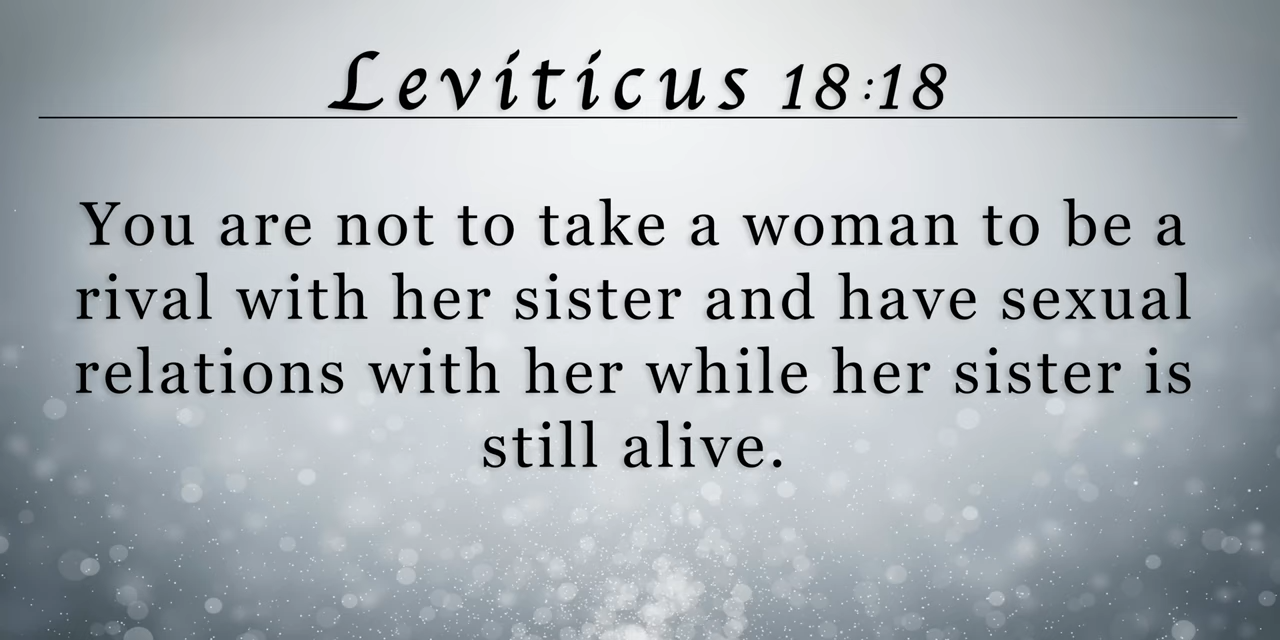 Leviticus 18:18
You are not to take a woman to be a
rival with her sister and have sexual
relations with her while her sister is
still alive.